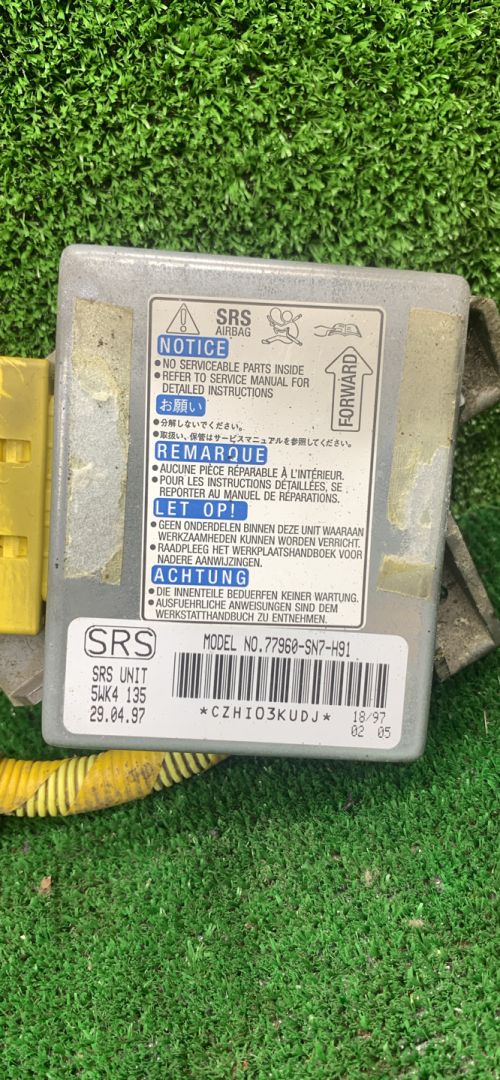 SRS
AIRBAG
NOTICE
● NO SERVICEABLE PARTS INSIDE
● REFER TO SERVICE MANUAL FOR
DETAILED INSTRUCTIONS
FORWARD
お願い
● 分解しないでください。
● 取扱い、保管はサービスマニュアルを参照してください。
REMARQUE
● AUCUNE PIÈCE RÉPARABLE À L'INTÉRIEUR.
● POUR LES INSTRUCTIONS DÉTAILLÉES, SE
REPORTER AU MANUEL DE RÉPARATIONS.
LET OP!
● GEEN ONDERDELEN BINNEN DEZE UNIT WAARAAN
WERKZAAMHEDEN KUNNEN WORDEN VERRICHT.
● RAADPLEEG HET WERKPLAATSHANDBOEK VOOR
NADERE AANWIJZINGEN.
ACHTUNG
● DIE INNENTEILE BEDUERFEN KEINER WARTUNG.
● AUSFUEHRLICHE ANWEISUNGEN SIND DEM
WERKSTATTHANDBUCH ZU ENTNEHMEN.
SRS
MODEL NO.77960-SN7-H91
SRS UNIT
5WK4 135
29.04.97
*CZHIO3KUDJ*
18/97
02 05